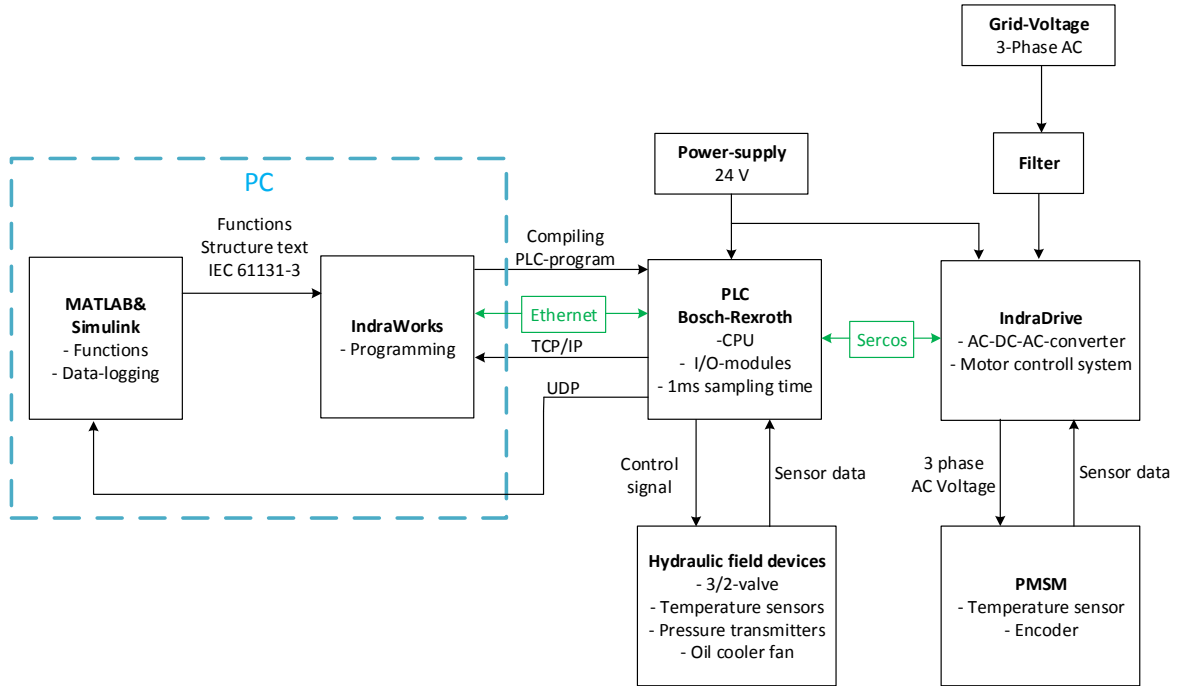 Grid-Voltage
3-Phase AC
Power-supply
24 V
Filter
PC
Functions
Structure text
IEC 61131-3
Compiling
PLC-program
MATLAB&
Simulink
- Functions
- Data-logging
IndraWorks
- Programming
Ethernet
TCP/IP
UDP
PLC
Bosch-Rexroth
-CPU
- I/O-modules
- 1ms sampling time
Sercos
IndraDrive
- AC-DC-AC-converter
- Motor controll system
Control
signal
Sensor data
3 phase
AC Voltage
Sensor data
Hydraulic field devices
- 3/2-valve
- Temperature sensors
- Pressure transmitters
- Oil cooler fan
PMSM
- Temperature sensor
- Encoder